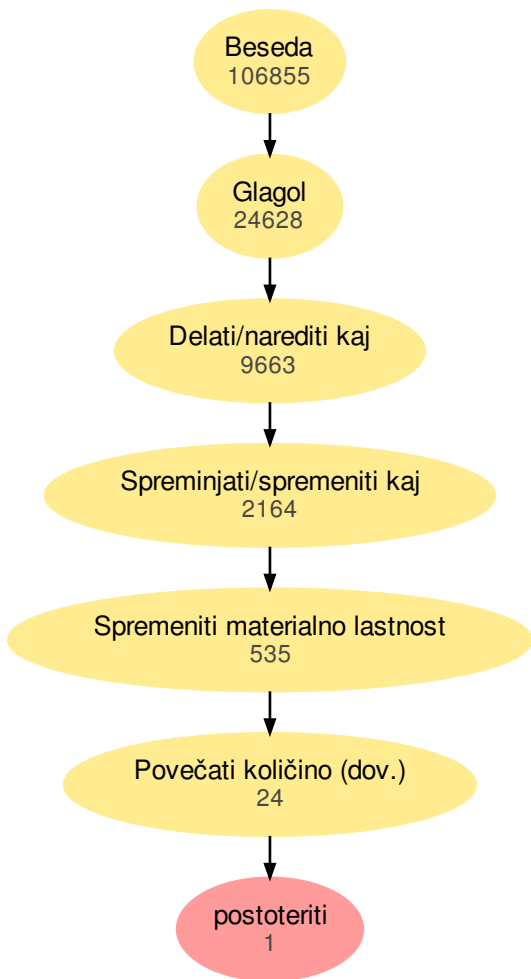 Beseda
106855
Glagol
24628
Delati/narediti kaj
9663
Spreminjati/spremeniti kaj
2164
Spremeniti materialno lastnost
535
Povečati količino (dov.)
24
postoteriti
1